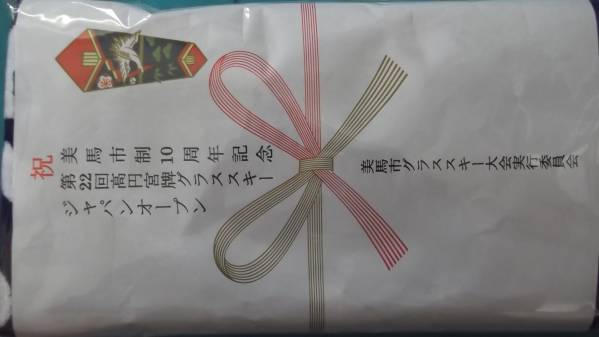 祝
美馬市制10周年記念
第22回高円宮牌グラススキー
ジャパンオープン
美馬市グラススキー大会実行委員会